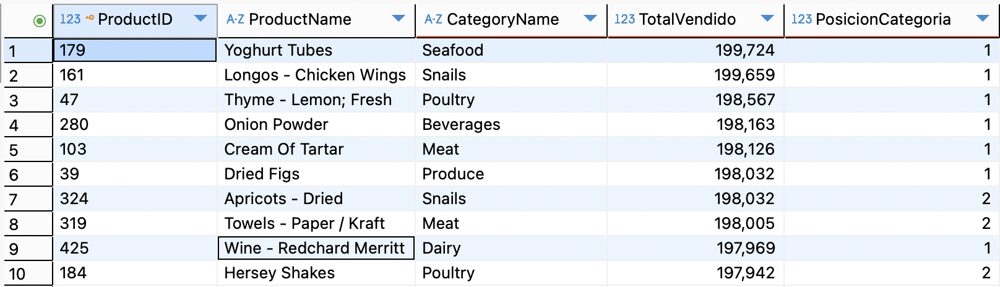 123 ProductID A-Z ProductName A-Z CategoryName 123 TotalVendido 123 PosicionCategoria
1 179 Yoghurt Tubes Seafood 199,724 1
2 161 Longos - Chicken Wings Snails 199,659 1
3 47 Thyme - Lemon; Fresh Poultry 198,567 1
4 280 Onion Powder Beverages 198,163 1
5 103 Cream Of Tartar Meat 198,126 1
6 39 Dried Figs Produce 198,032 1
7 324 Apricots - Dried Snails 198,032 2
8 319 Towels - Paper / Kraft Meat 198,005 2
9 425 Wine - Redchard Merritt Dairy 197,969 1
10 184 Hersey Shakes Poultry 197,942 2